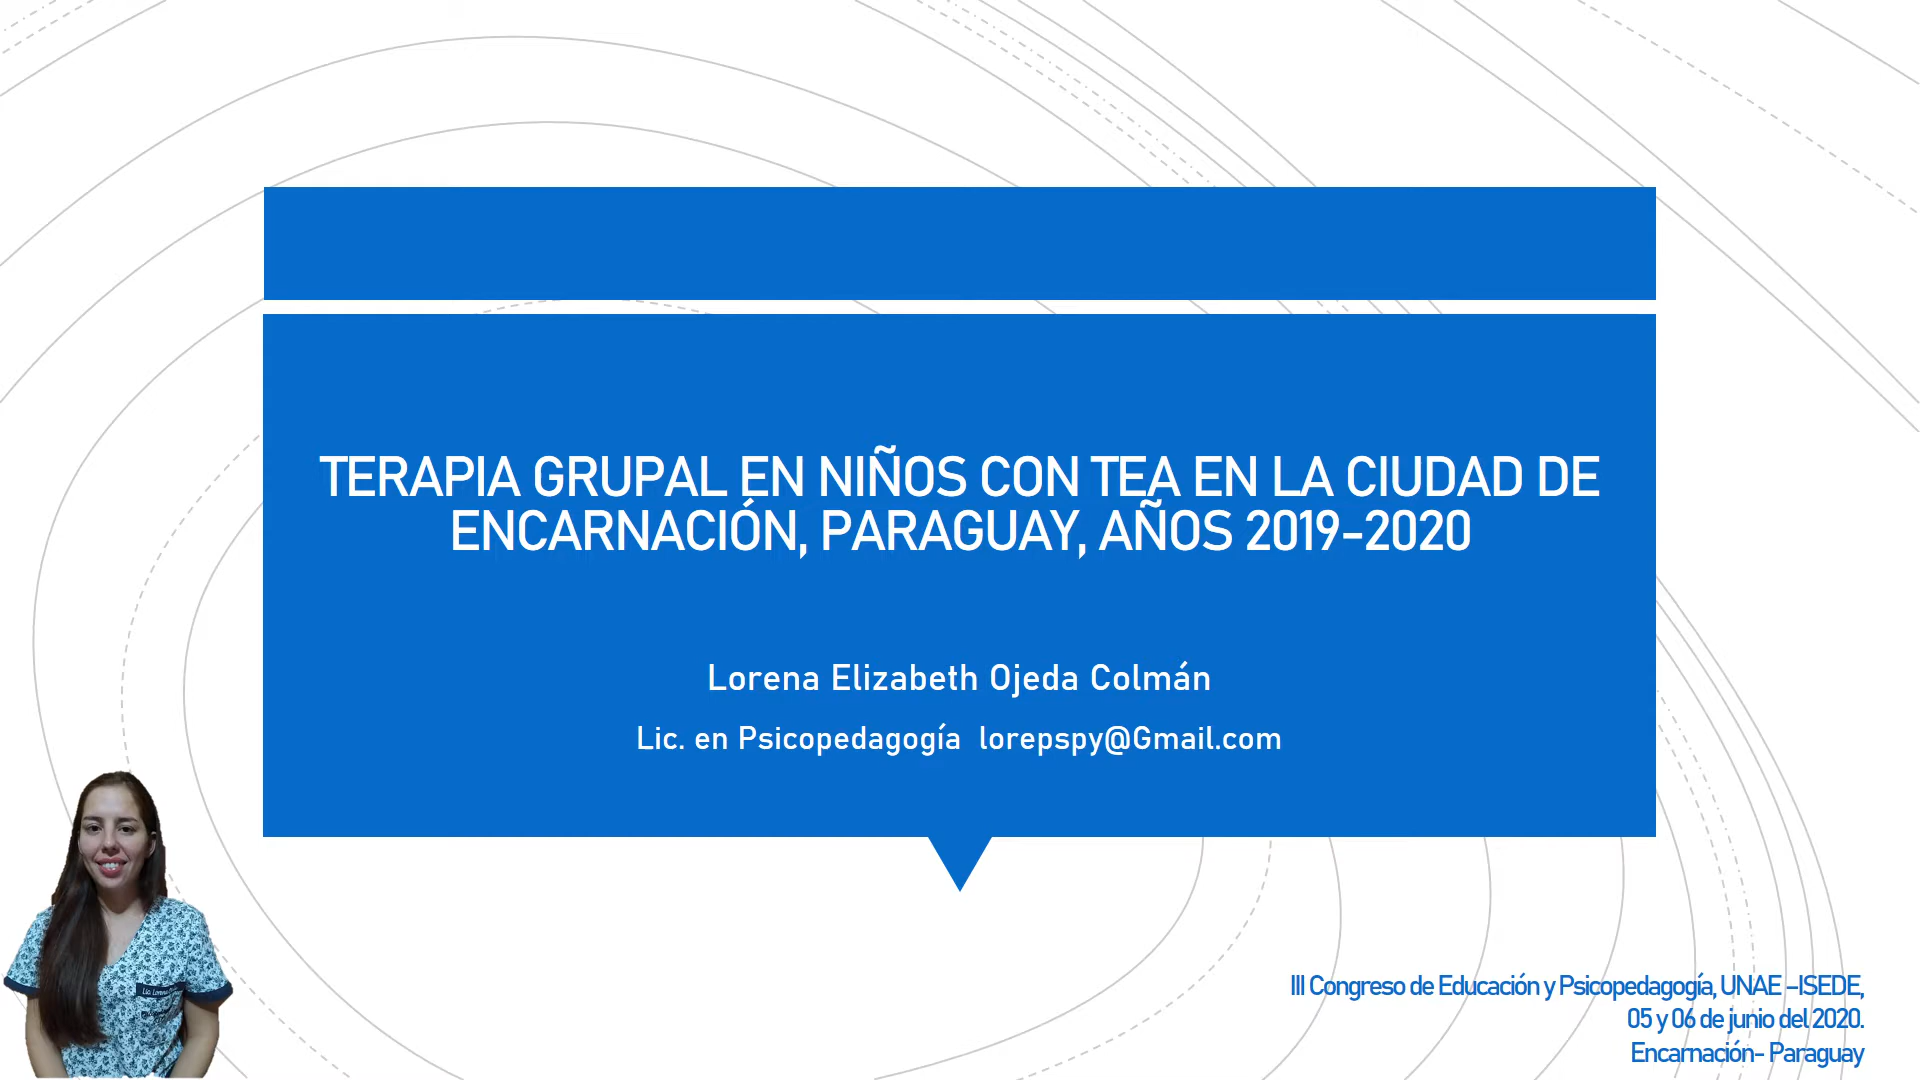 TERAPIA GRUPAL EN NIÑOS CON TEA EN LA CIUDAD DE
ENCARNACIÓN, PARAGUAY, AÑOS 2019-2020
Lorena Elizabeth Ojeda Colmán
Lic. en Psicopedagogía lorepspy@Gmail.com
Lic. Lorena
III Congreso de Educación y Psicopedagogía, UNAE –ISEDE,
05 y 06 de junio del 2020.
Encarnación- Paraguay